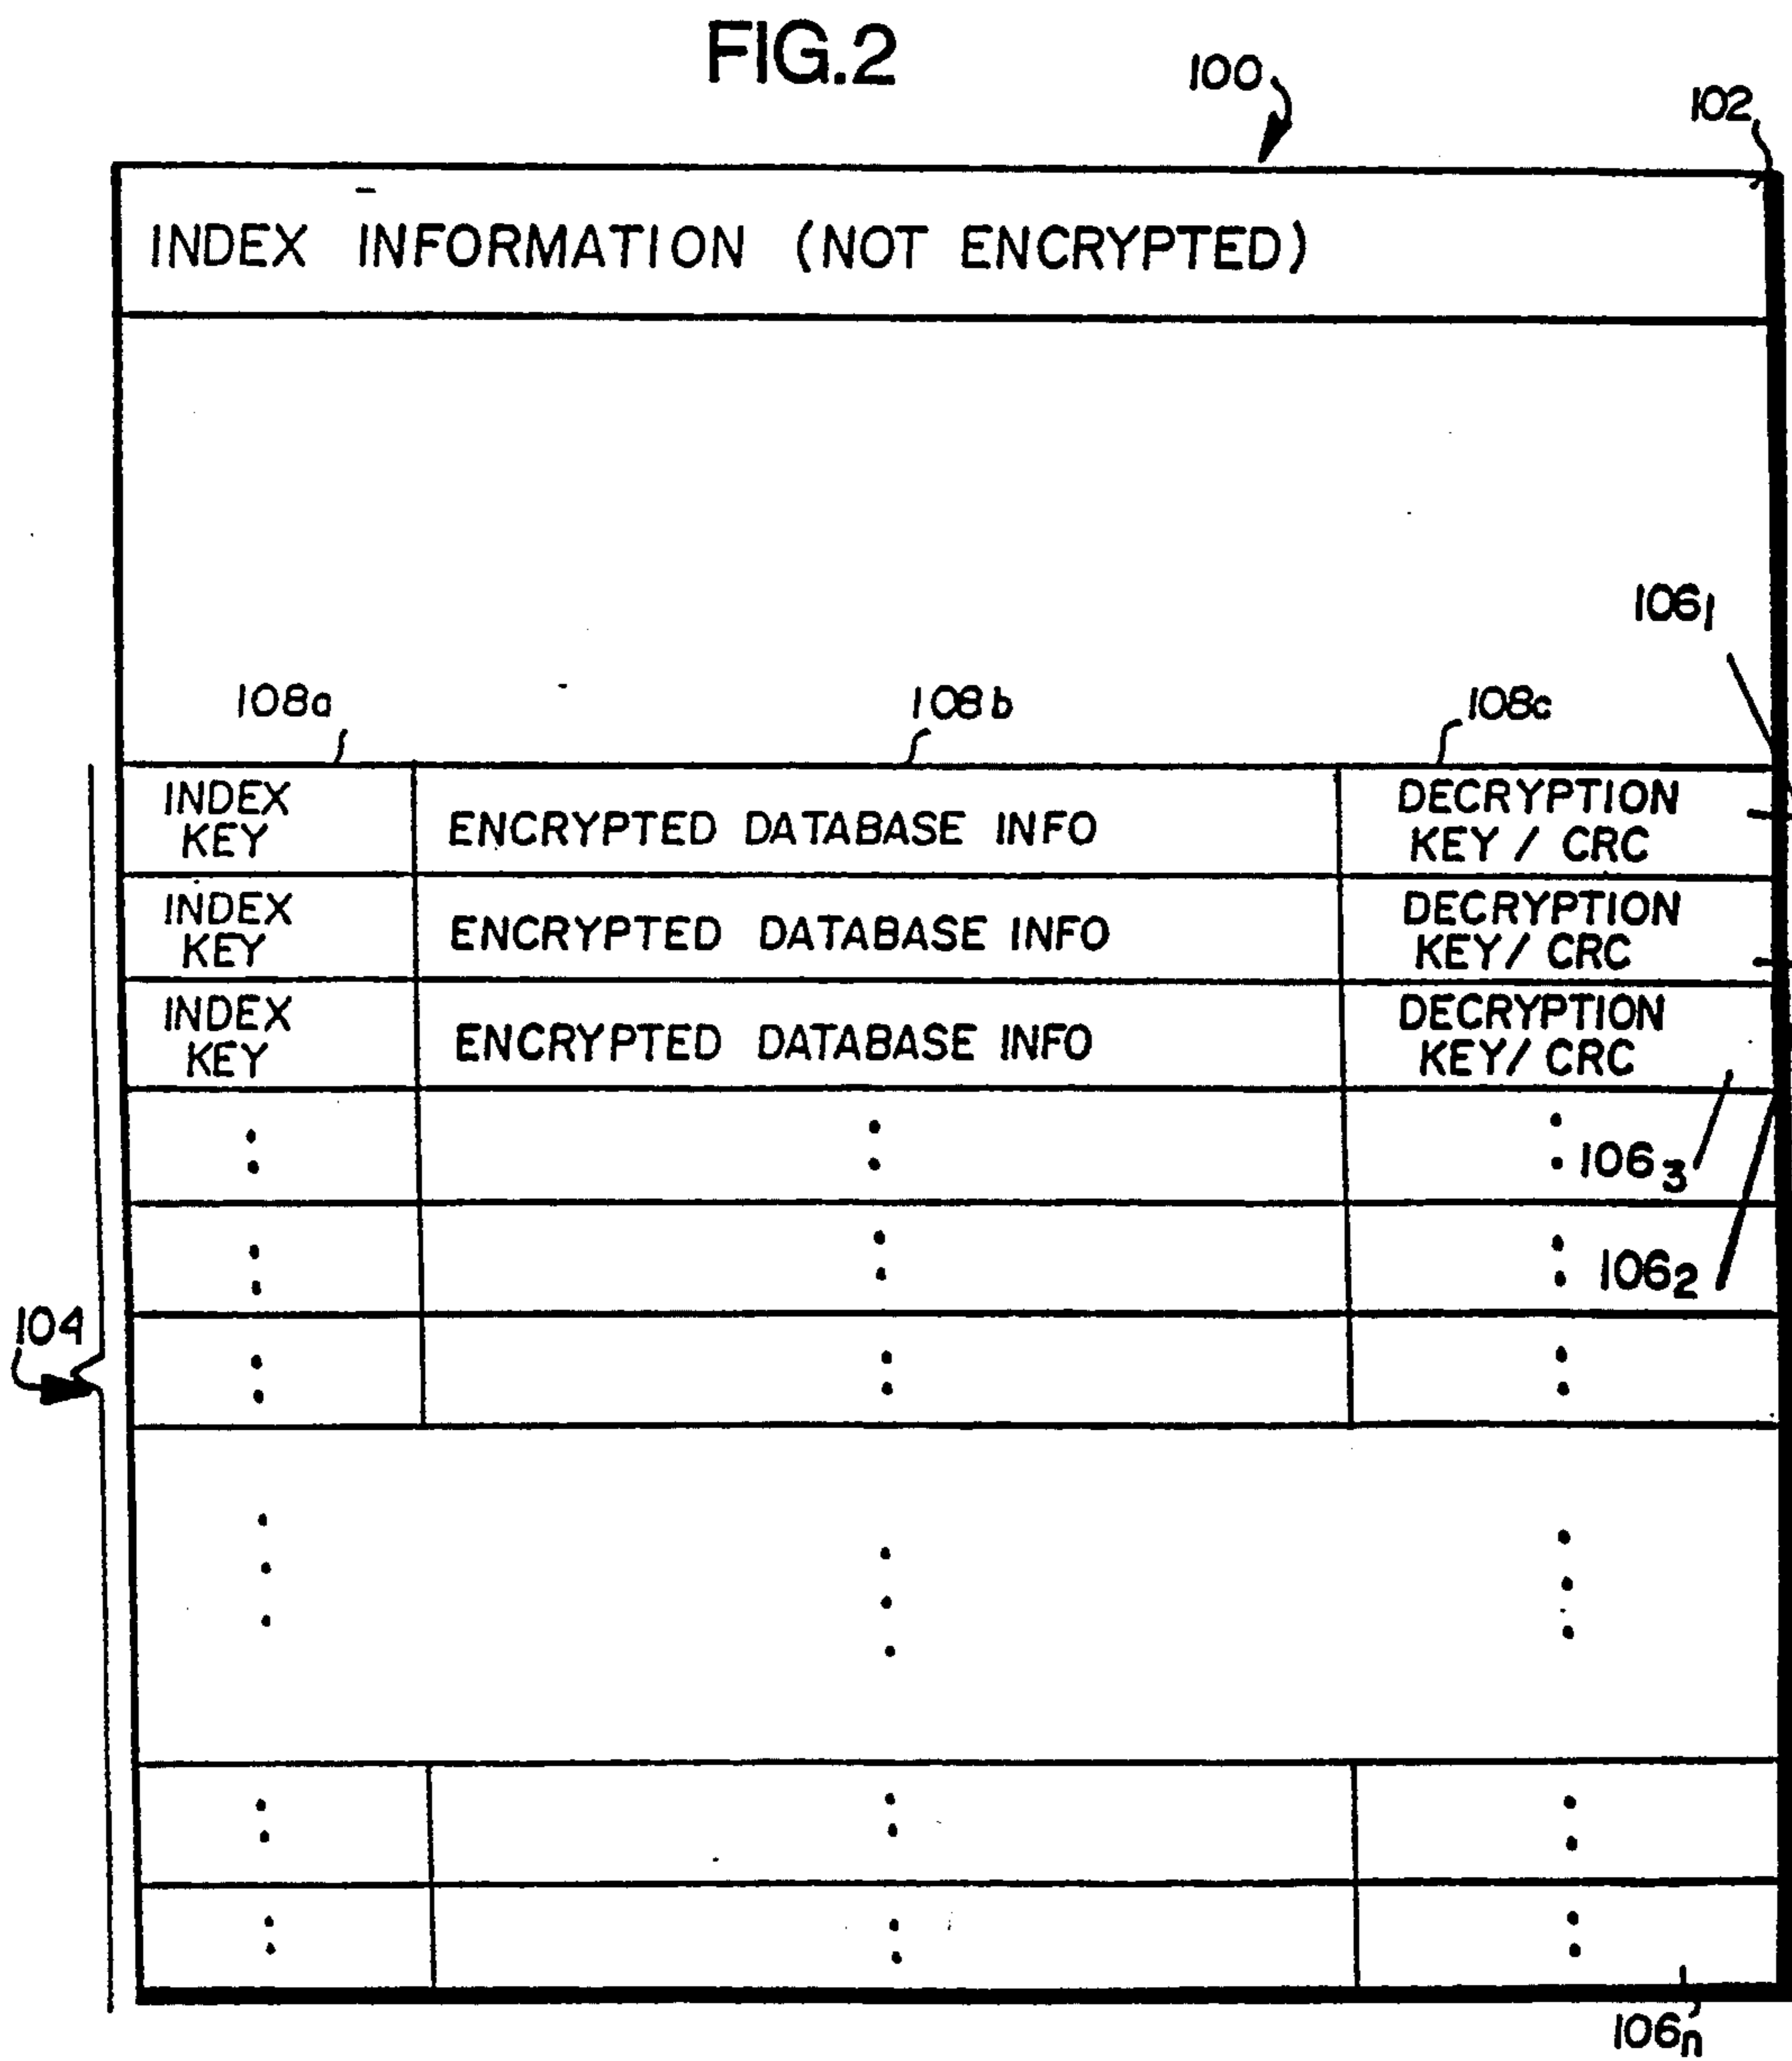 FIG.2
100
102
INDEX INFORMATION (NOT ENCRYPTED)
106₁
108a 108b 108c
INDEX KEY ENCRYPTED DATABASE INFO DECRYPTION KEY / CRC
INDEX KEY ENCRYPTED DATABASE INFO DECRYPTION KEY / CRC
INDEX KEY ENCRYPTED DATABASE INFO DECRYPTION KEY / CRC
106₃
106₂
104
106n